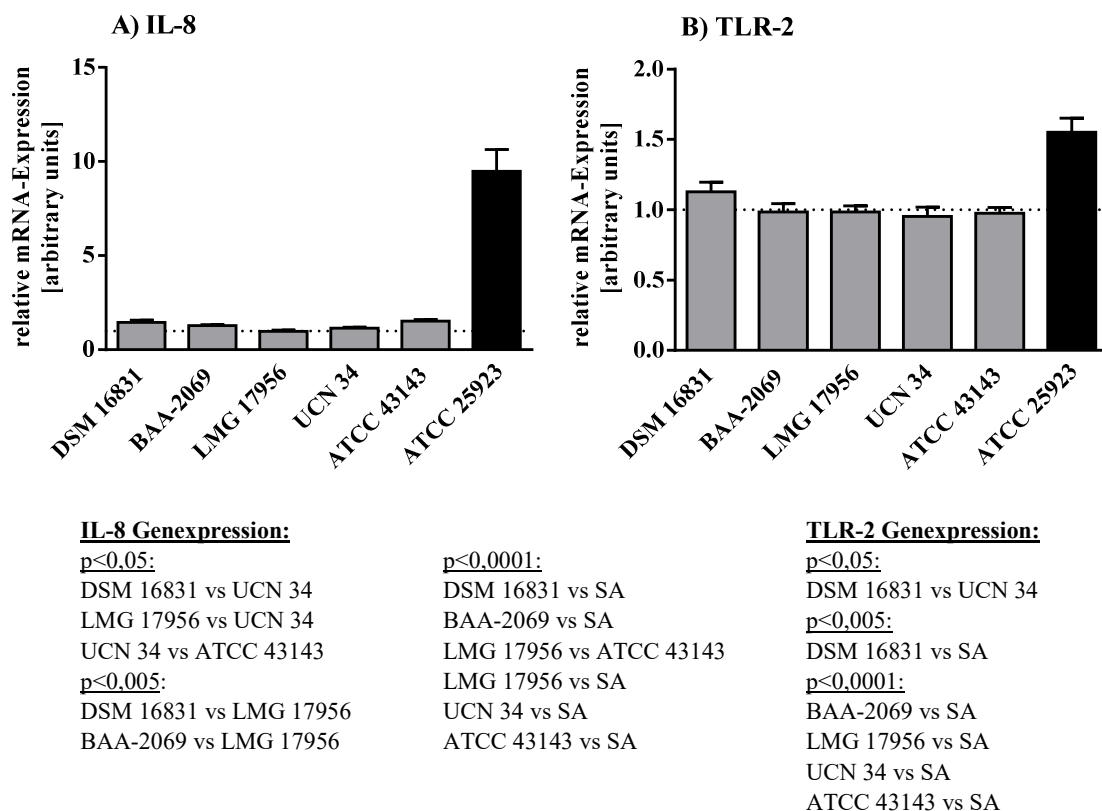 A) IL-8
relative mRNA-Expression
[arbitrary units]
15
10
5
0
DSM 16831
BAA-2069
LMG 17956
UCN 34
ATCC 43143
ATCC 25923
B) TLR-2
relative mRNA-Expression
[arbitrary units]
2.0
1.5
1.0
0.5
0.0
DSM 16831
BAA-2069
LMG 17956
UCN 34
ATCC 43143
ATCC 25923
IL-8 Genexpression:
p<0,05:
DSM 16831 vs UCN 34
LMG 17956 vs UCN 34
UCN 34 vs ATCC 43143
p<0,005:
DSM 16831 vs LMG 17956
BAA-2069 vs LMG 17956
p<0,0001:
DSM 16831 vs SA
BAA-2069 vs SA
LMG 17956 vs ATCC 43143
LMG 17956 vs SA
UCN 34 vs SA
ATCC 43143 vs SA
TLR-2 Genexpression:
p<0,05:
DSM 16831 vs UCN 34
p<0,005:
DSM 16831 vs SA
p<0,0001:
BAA-2069 vs SA
LMG 17956 vs SA
UCN 34 vs SA
ATCC 43143 vs SA